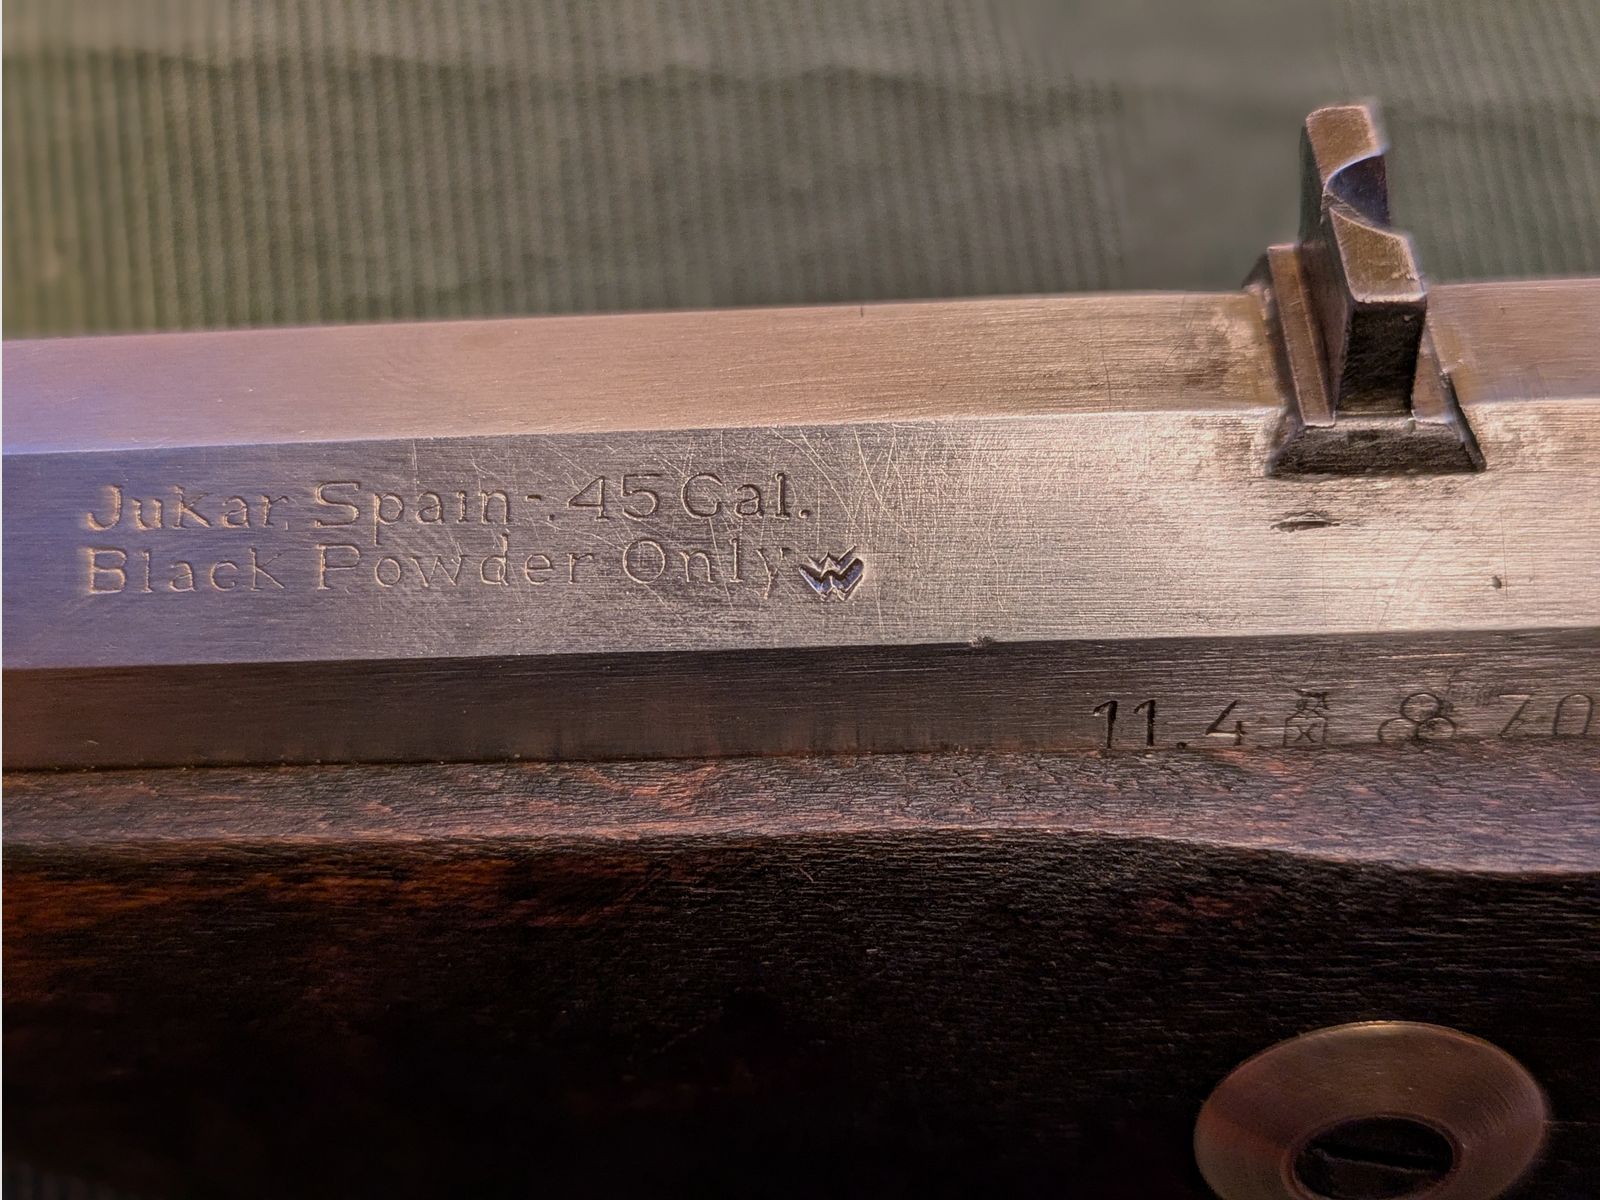 Jukar, Spain - .45 Cal.
Black Powder Only
11.4